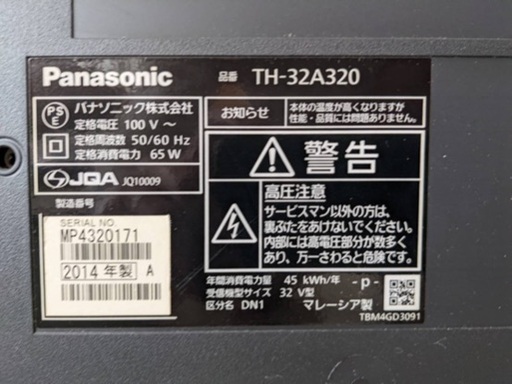 Panasonic 品番 TH-32A320
PS E
パナソニック株式会社
定格電圧 100 V ～
定格周波数 50/60 Hz
定格消費電力 65 W
JQA JQ10009
製造番号
SERIAL NO.
MP4320171
2014 年製 A
お知らせ
本体の温度が高くなりますが
性能・品質には問題ありません。
警告
高圧注意
サービスマン以外の方は、
裏ぶたをあけないでください。
内部には高電圧部分が数多く
あり、万一さわると危険です。
年間消費電力量 45 kWh/年
受信機型サイズ 32 V型
区分名 DN1
-p-
マレーシア製
TBM4GD3091